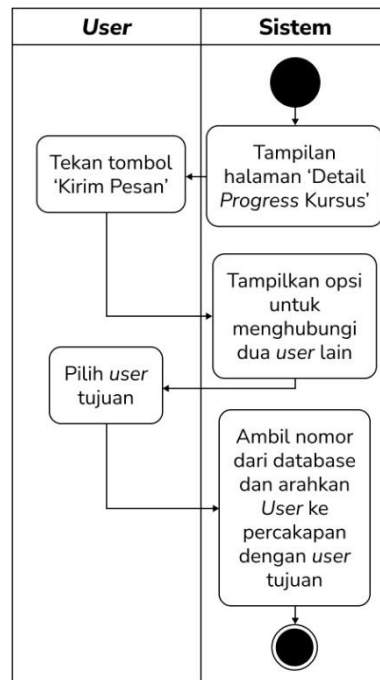 User
Sistem
Tampilan
halaman ‘Detail
Progress Kursus’
Tekan tombol
‘Kirim Pesan’
Tampilkan opsi
untuk
menghubungi
dua user lain
Pilih user
tujuan
Ambil nomor
dari database
dan arahkan
User ke
percakapan
dengan user
tujuan